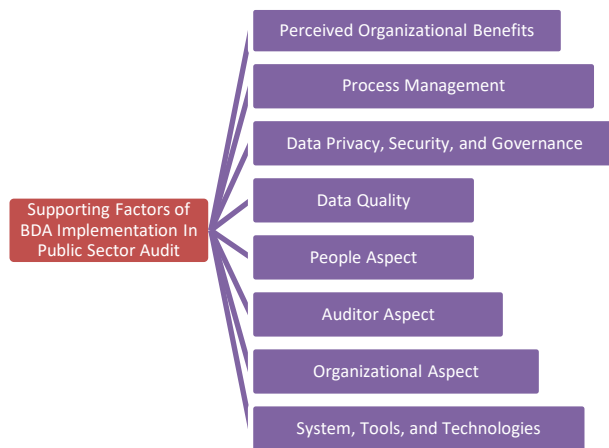 Perceived Organizational Benefits
Process Management
Data Privacy, Security, and Governance
Supporting Factors of
BDA Implementation In
Public Sector Audit
Data Quality
People Aspect
Auditor Aspect
Organizational Aspect
System, Tools, and Technologies